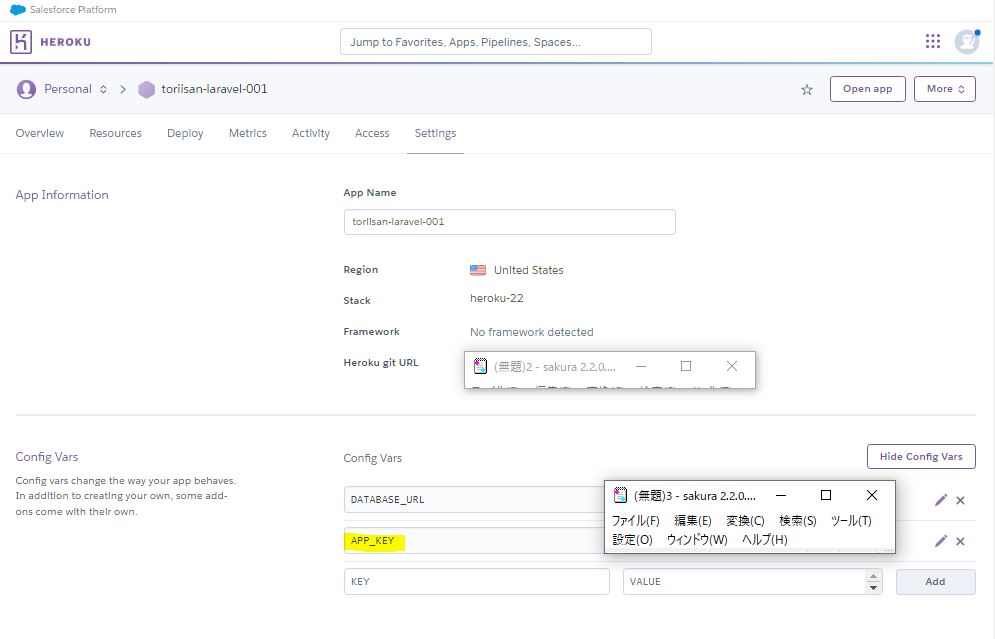 Salesforce Platform
HEROKU
Jump to Favorites, Apps, Pipelines, Spaces...
Personal
toriisan-laravel-001
Open app
More
Overview
Resources
Deploy
Metrics
Activity
Access
Settings
App Information
App Name
toriisan-laravel-001
Region
United States
Stack
heroku-22
Framework
No framework detected
Heroku git URL
(無題)2 - sakura 2.2.0....
Config Vars
Config vars change the way your app behaves.
In addition to creating your own, some add-
ons come with their own.
Config Vars
Hide Config Vars
DATABASE_URL
(無題)3 - sakura 2.2.0....
ファイル(F) 編集(E) 変換(C) 検索(S) ツール(T)
設定(O) ウィンドウ(W) ヘルプ(H)
APP_KEY
KEY
VALUE
Add